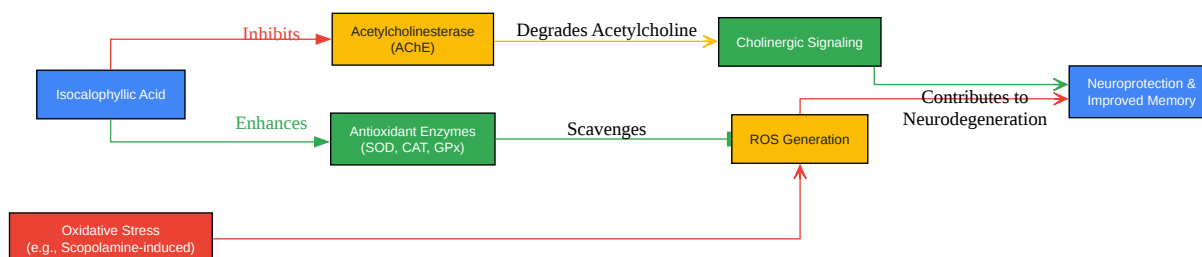 Inhibits
Acetylcholinesterase
(AChE)
Degrades Acetylcholine
Cholinergic Signaling
Isocalophyllic Acid
Neuroprotection &
Improved Memory
Contributes to
Neurodegeneration
Enhances
Antioxidant Enzymes
(SOD, CAT, GPx)
Scavenges
ROS Generation
Oxidative Stress
(e.g., Scopolamine-induced)